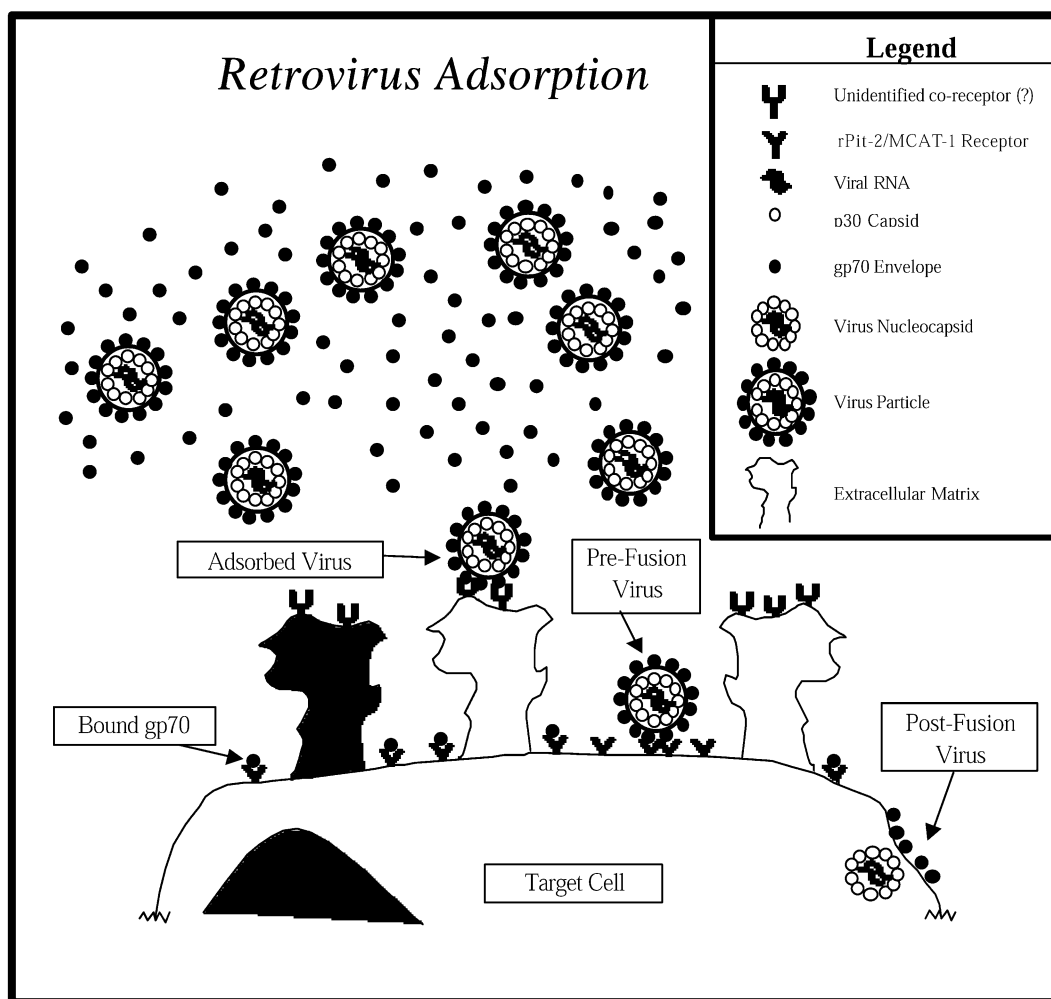 Retrovirus Adsorption
Legend
Unidentified co-receptor (?)
rPit-2/MCAT-1 Receptor
Viral RNA
p30 Capsid
gp70 Envelope
Virus Nucleocapsid
Virus Particle
Extracellular Matrix
Adsorbed Virus
Pre-Fusion
Virus
Bound gp70
Post-Fusion
Virus
Target Cell